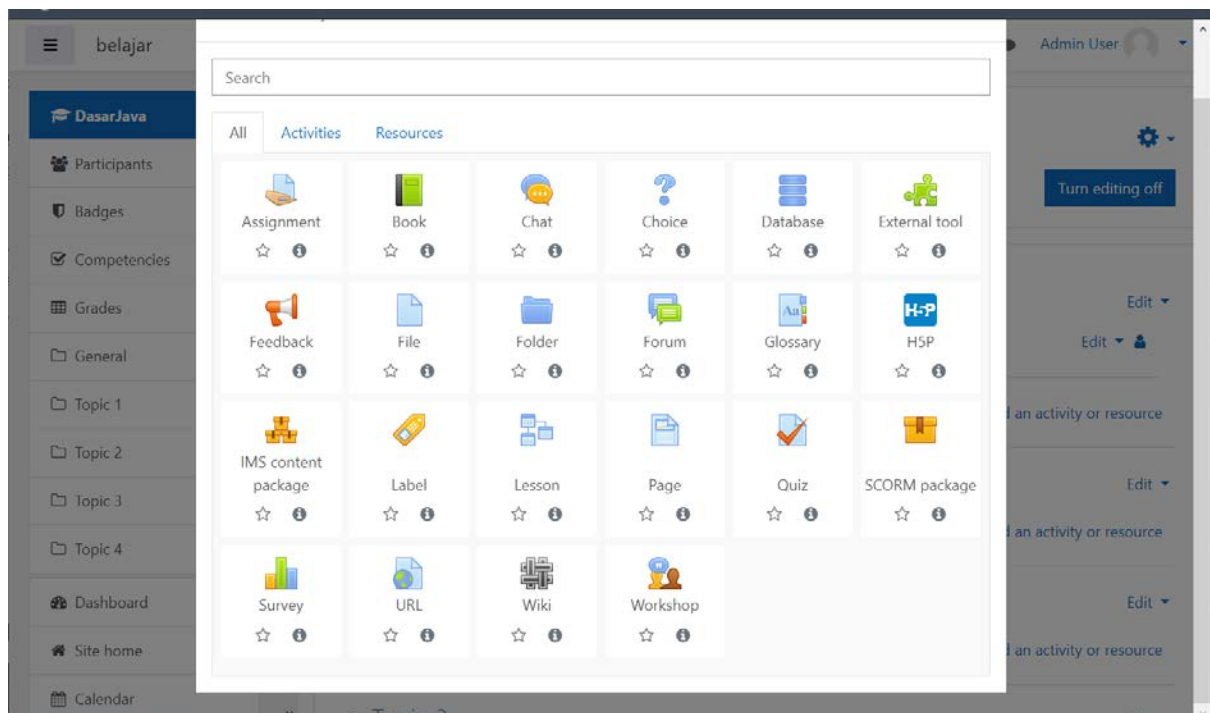 belajar
Admin User
DasarJava
Participants
Badges
Competencies
Grades
General
Topic 1
Topic 2
Topic 3
Topic 4
Dashboard
Site home
Calendar
Search
All Activities Resources
Assignment Book Chat Choice Database External tool
Feedback File Folder Forum Glossary H5P
IMS content
package Label Lesson Page Quiz SCORM package
Survey URL Wiki Workshop
Turn editing off
Edit
Edit
an activity or resource
Edit
an activity or resource
Edit
an activity or resource